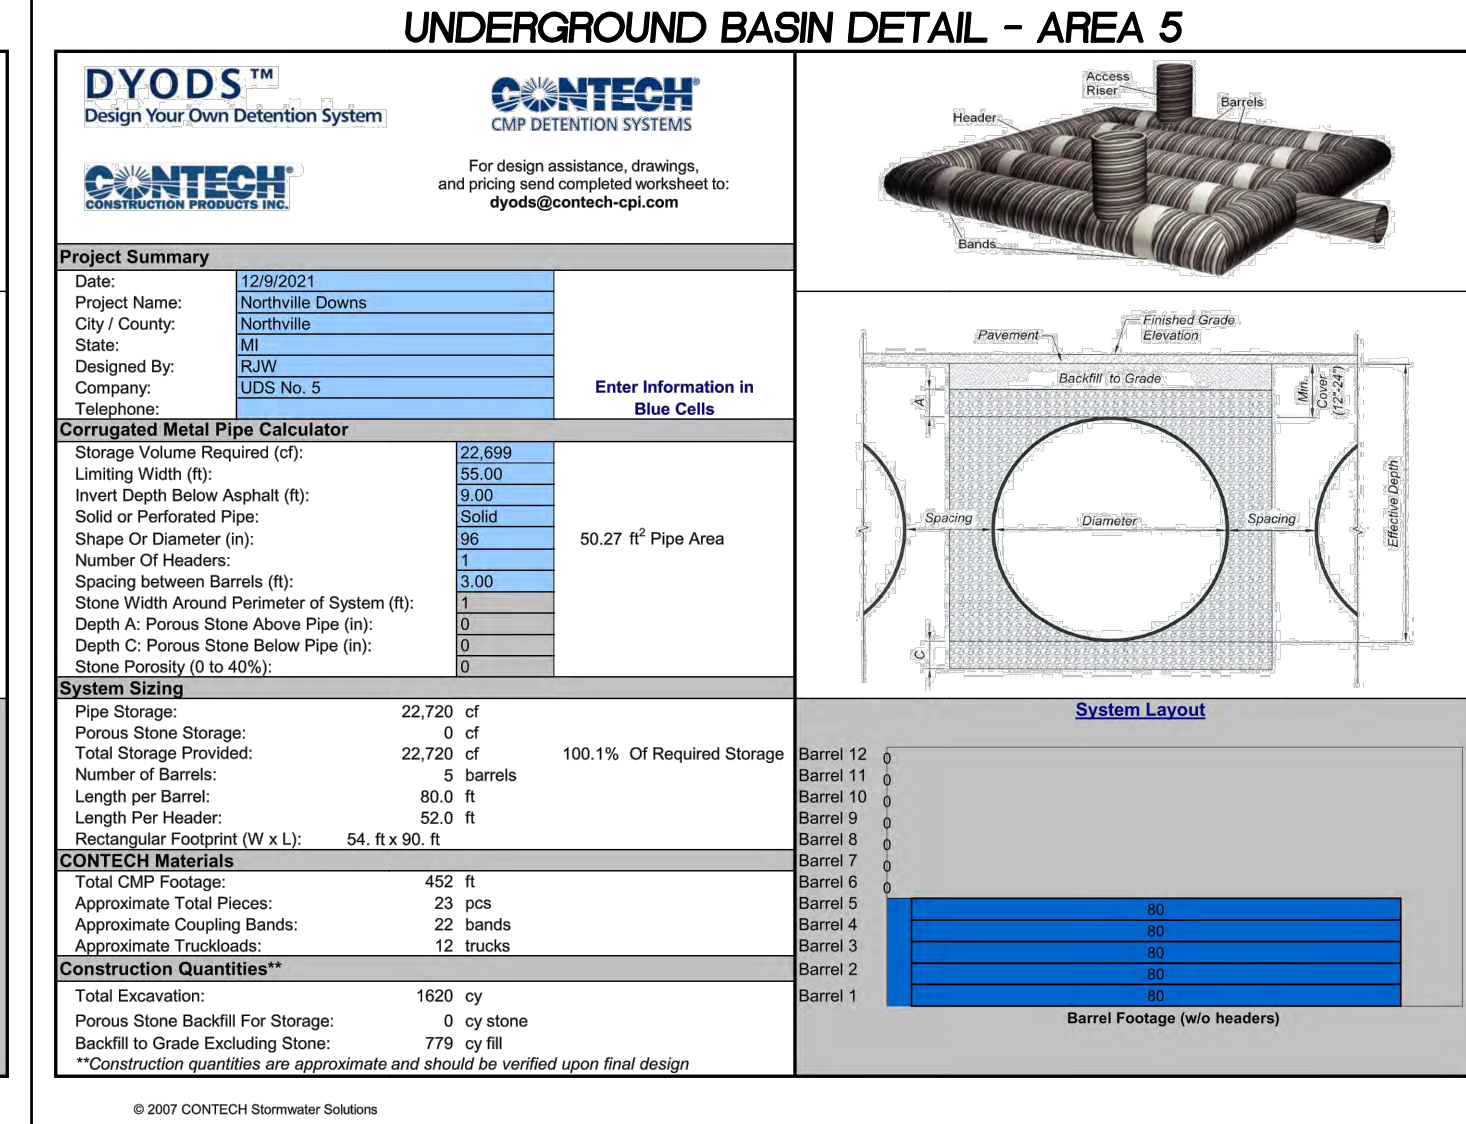 UNDERGROUND BASIN DETAIL - AREA 5
DYODS™
Design Your Own Detention System
CONTECH®
CMP DETENTION SYSTEMS
CONTECH®
CONSTRUCTION PRODUCTS INC.
For design assistance, drawings,
and pricing send completed worksheet to:
dyods@contech-cpi.com
Access
Riser
Barrels
Header
Bands
Project Summary
Date: 12/9/2021
Project Name: Northville Downs
City / County: Northville
State: MI
Designed By: RJW
Company: UDS No. 5
Telephone:
Enter Information in
Blue Cells
Corrugated Metal Pipe Calculator
Storage Volume Required (cf): 22,699
Limiting Width (ft): 55.00
Invert Depth Below Asphalt (ft): 9.00
Solid or Perforated Pipe: Solid
Shape Or Diameter (in): 96 50.27 ft² Pipe Area
Number Of Headers: 1
Spacing between Barrels (ft): 3.00
Stone Width Around Perimeter of System (ft): 1
Depth A: Porous Stone Above Pipe (in): 0
Depth C: Porous Stone Below Pipe (in): 0
Stone Porosity (0 to 40%): 0
Finished Grade
Elevation
Pavement
Backfill to Grade
A
Min.
Cover
(12"-24")
Spacing
Diameter
Spacing
Effective Depth
C
System Sizing
Pipe Storage: 22,720 cf
Porous Stone Storage: 0 cf
Total Storage Provided: 22,720 cf 100.1% Of Required Storage
Number of Barrels: 5 barrels
Length per Barrel: 80.0 ft
Length Per Header: 52.0 ft
Rectangular Footprint (W x L): 54. ft x 90. ft
CONTECH Materials
Total CMP Footage: 452 ft
Approximate Total Pieces: 23 pcs
Approximate Coupling Bands: 22 bands
Approximate Truckloads: 12 trucks
Construction Quantities**
Total Excavation: 1620 cy
Porous Stone Backfill For Storage: 0 cy stone
Backfill to Grade Excluding Stone: 779 cy fill
**Construction quantities are approximate and should be verified upon final design
System Layout
Barrel 12 0
Barrel 11 0
Barrel 10 0
Barrel 9 0
Barrel 8 0
Barrel 7 0
Barrel 6 0
Barrel 5 80
Barrel 4 80
Barrel 3 80
Barrel 2 80
Barrel 1 80
Barrel Footage (w/o headers)
© 2007 CONTECH Stormwater Solutions